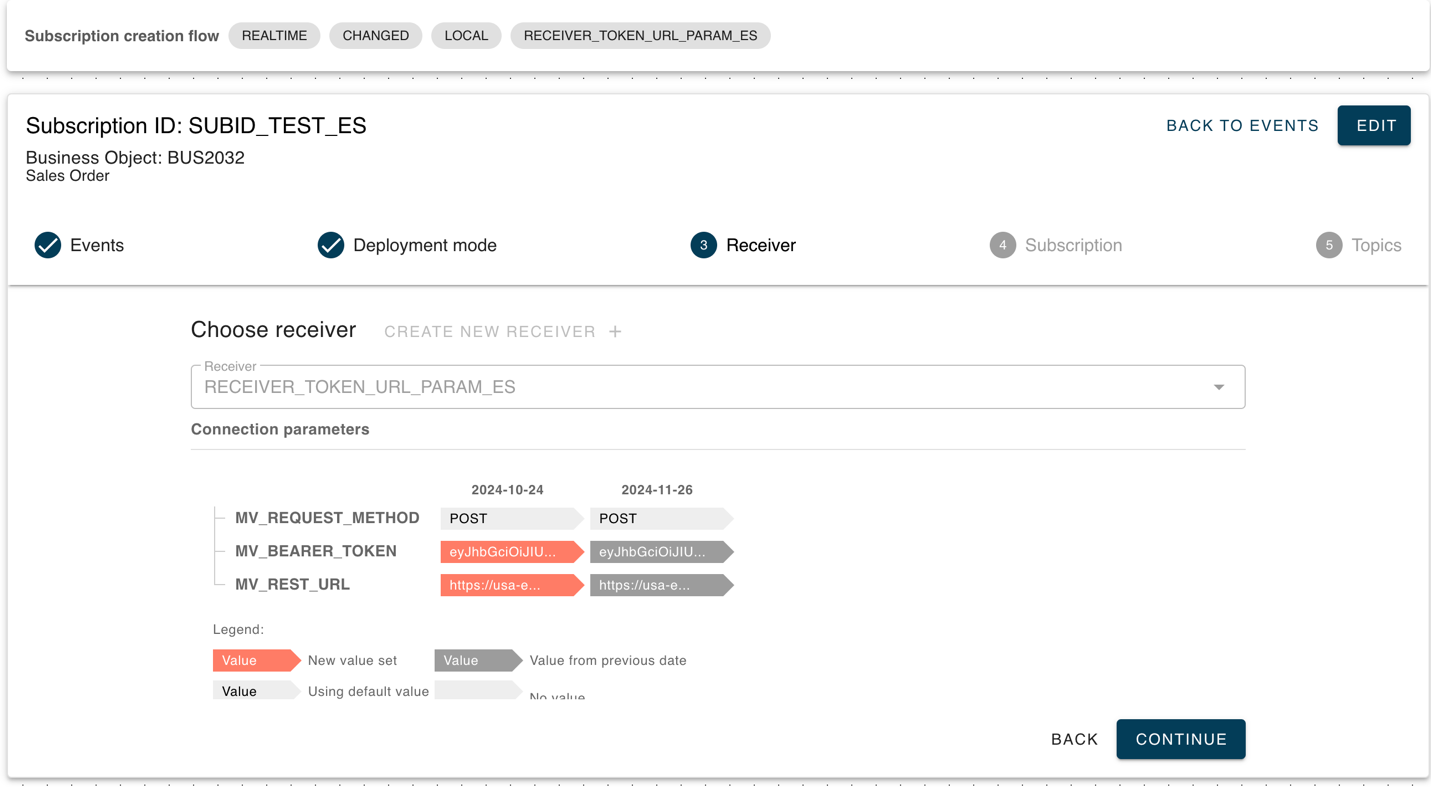 Subscription creation flow REALTIME CHANGED LOCAL RECEIVER_TOKEN_URL_PARAM_ES
Subscription ID: SUBID_TEST_ES
BACK TO EVENTS EDIT
Business Object: BUS2032
Sales Order
Events Deployment mode 3 Receiver 4 Subscription 5 Topics
Choose receiver CREATE NEW RECEIVER +
Receiver
RECEIVER_TOKEN_URL_PARAM_ES
Connection parameters
2024-10-24 2024-11-26
MV_REQUEST_METHOD POST POST
MV_BEARER_TOKEN eyJhbGciOiJIU... eyJhbGciOiJIU...
MV_REST_URL https://usa-e... https://usa-e...
Legend:
Value New value set Value Value from previous date
Value Using default value No value
BACK CONTINUE